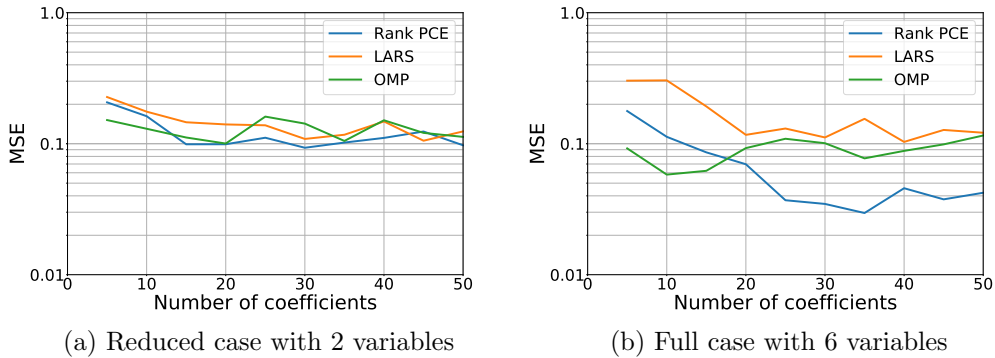 1.0
0.1
0.01
MSE
Rank PCE
LARS
OMP
0 10 20 30 40 50
Number of coefficients
(a) Reduced case with 2 variables
1.0
0.1
0.01
MSE
Rank PCE
LARS
OMP
0 10 20 30 40 50
Number of coefficients
(b) Full case with 6 variables